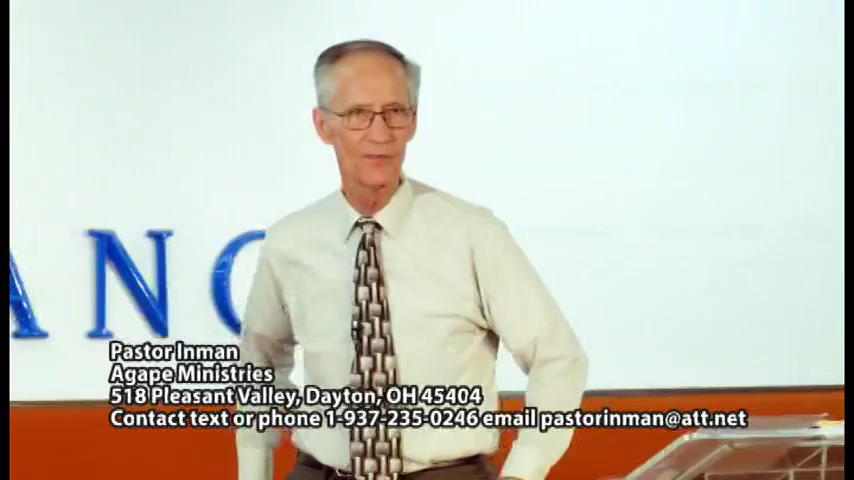 ANC
Pastor Inman
Agape Ministries
518 Pleasant Valley, Dayton, OH 45404
Contact text or phone 1-937-235-0246 email pastorinman@att.net